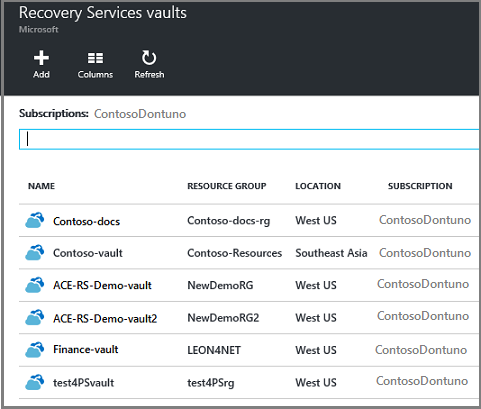 Recovery Services vaults
Microsoft
Add Columns Refresh
Subscriptions: ContosoDontuno
NAME RESOURCE GROUP LOCATION SUBSCRIPTION
Contoso-docs Contoso-docs-rg West US ContosoDontuno
Contoso-vault Contoso-Resources Southeast Asia ContosoDontuno
ACE-RS-Demo-vault NewDemoRG West US ContosoDontuno
ACE-RS-Demo-vault2 NewDemoRG2 West US ContosoDontuno
Finance-vault LEON4NET West US ContosoDontuno
test4PSvault test4PSrg West US ContosoDontuno